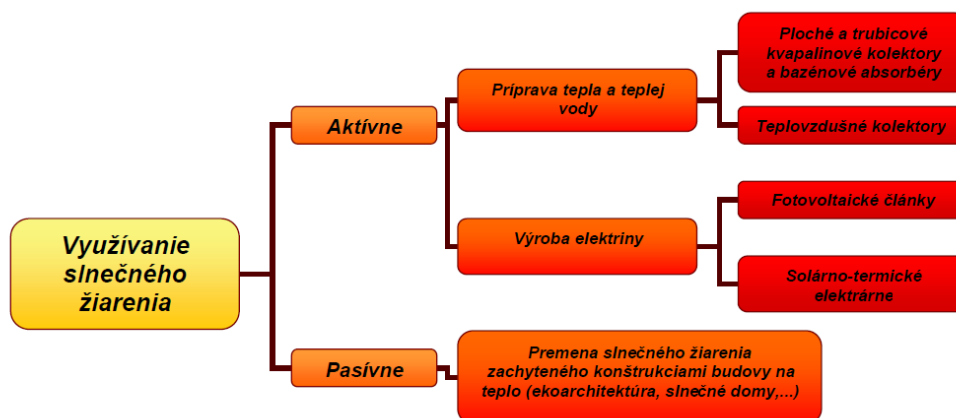 Využívanie
slnečného
žiarenia
Aktívne
Príprava tepla a teplej
vody
Ploché a trubicové
kvapalinové kolektory
a bazénové absorbéry
Teplovzdušné kolektory
Výroba elektriny
Fotovoltaické články
Solárno-termické
elektrárne
Pasívne
Premena slnečného žiarenia
zachyteného konštrukciami budovy na
teplo (ekoarchitektúra, slnečné domy,...)